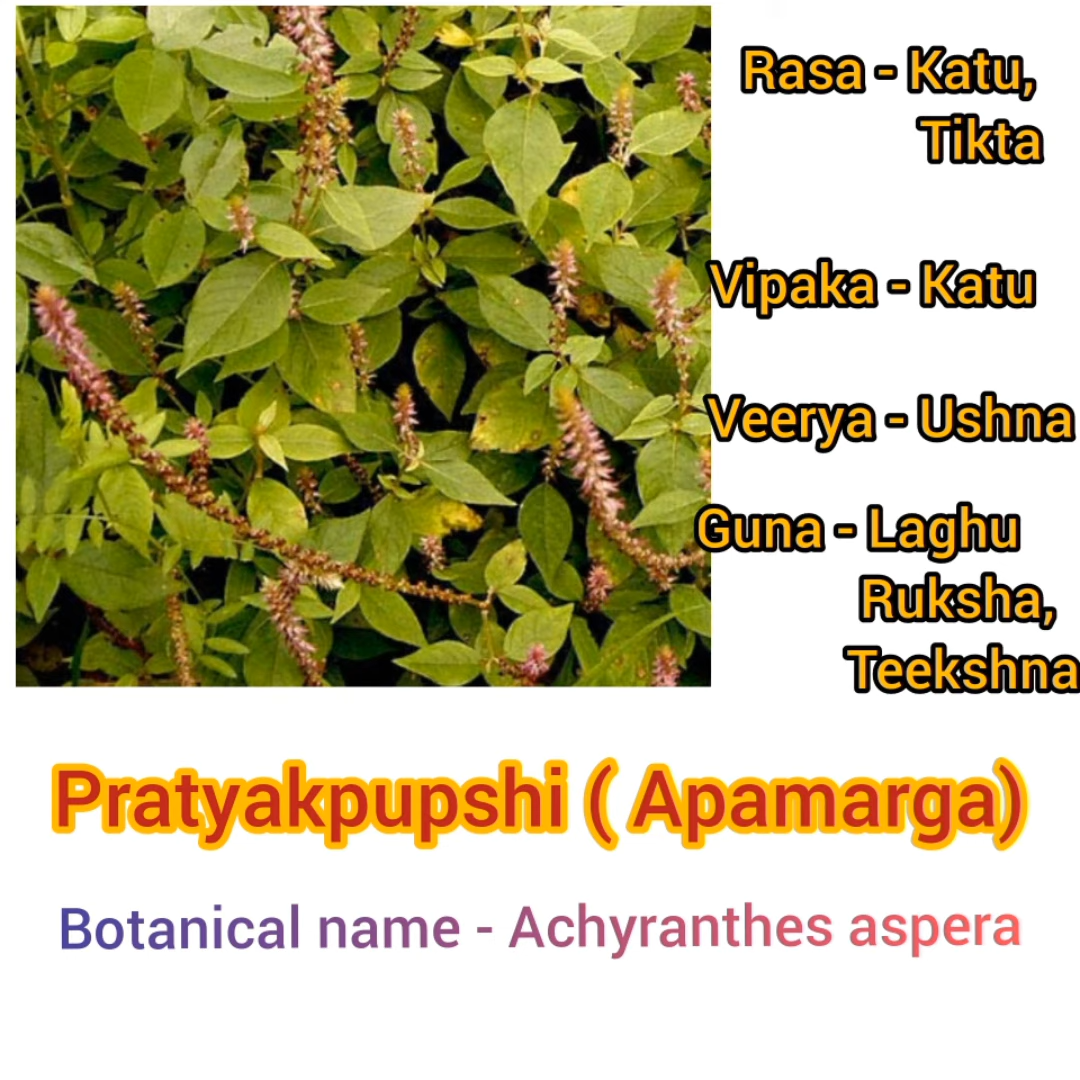 Rasa - Katu,
Tikta
Vipaka - Katu
Veerya - Ushna
Guna - Laghu
Ruksha,
Teekshna
Pratyakpupshi ( Apamarga)
Botanical name - Achyranthes aspera